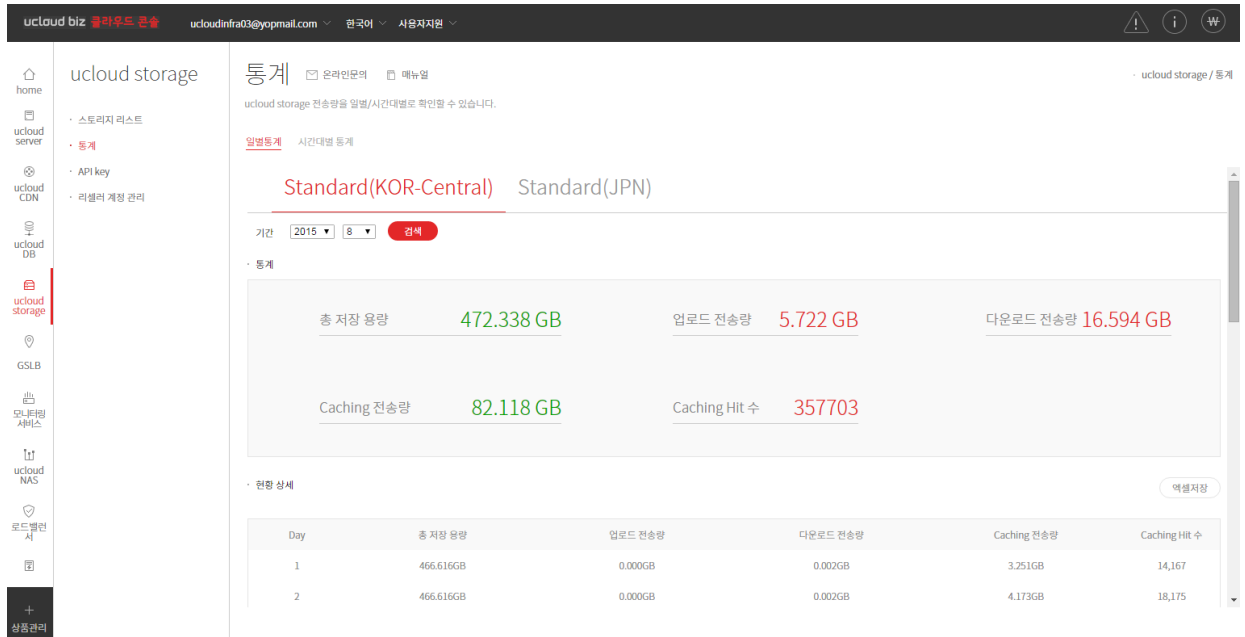 ucloud biz 클라우드 콘솔 ucloudinfra03@yopmail.com 한국어 사용자지원
home
ucloud
server
ucloud
CDN
ucloud
DB
ucloud
storage
GSLB
모니터링
서비스
ucloud
NAS
로드밸런
서
+
상품관리
ucloud storage
· 스토리지 리스트
· 통계
· API key
· 리셀러 계정 관리
통계 온라인문의 매뉴얼
· ucloud storage / 통계
ucloud storage 전송량을 일별/시간대별로 확인할 수 있습니다.
일별통계 시간대별 통계
Standard(KOR-Central) Standard(JPN)
기간 2015 8 검색
· 통계
총 저장 용량 472.338 GB 업로드 전송량 5.722 GB 다운로드 전송량 16.594 GB
Caching 전송량 82.118 GB Caching Hit 수 357703
· 현황 상세 엑셀저장
Day 총 저장 용량 업로드 전송량 다운로드 전송량 Caching 전송량 Caching Hit 수
1 466.616GB 0.000GB 0.002GB 3.251GB 14,167
2 466.616GB 0.000GB 0.002GB 4.173GB 18,175